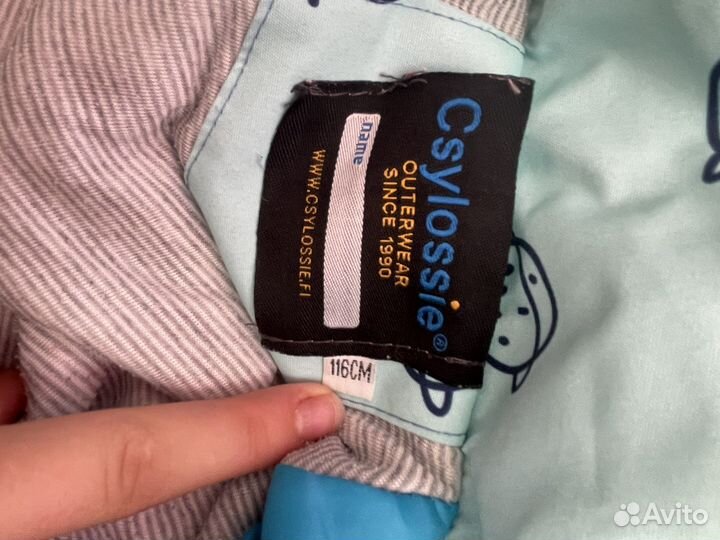 Csylossie®
OUTERWEAR
SINCE 1990
name
WWW.CSYLOSSIE.FI
116CM
Avito